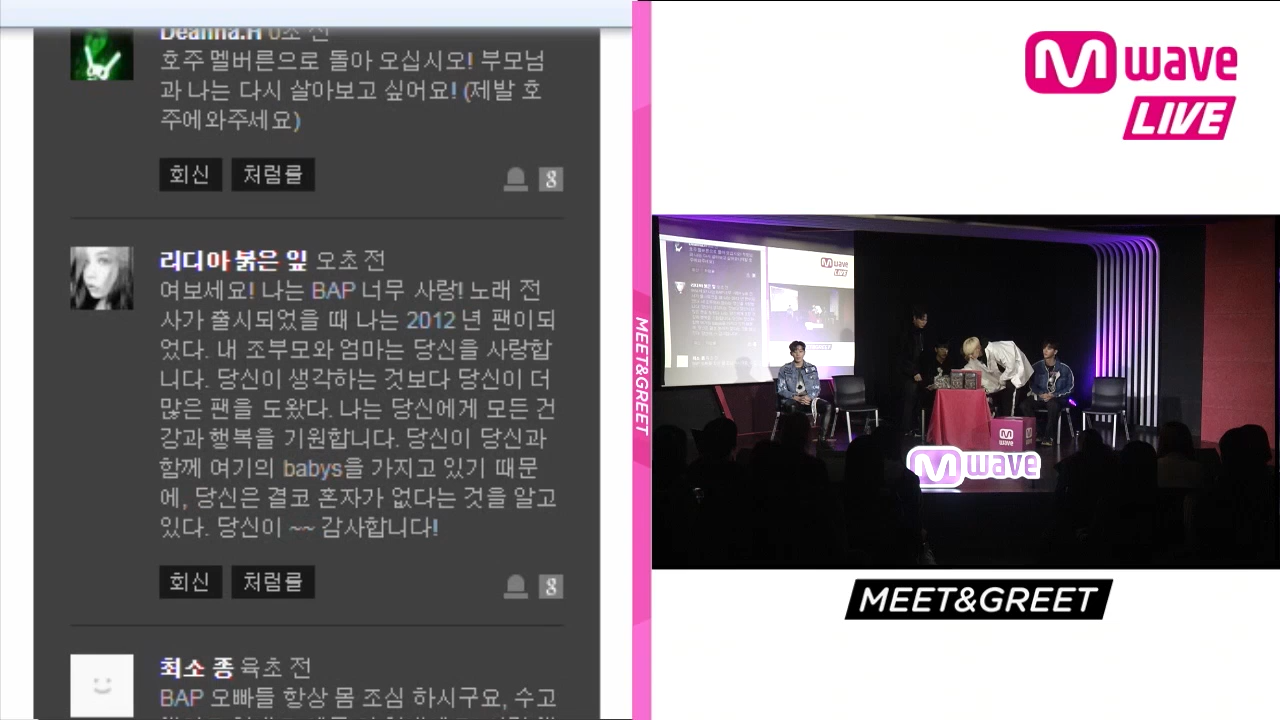 Deanna.H 0초 전
호주 멜버른으로 돌아 오십시오! 부모님
과 나는 다시 살아보고 싶어요! (제발 호
주에와주세요)
회신 처럼를
리디아 붉은 잎 오초 전
여보세요! 나는 BAP 너무 사랑! 노래 전
사가 출시되었을 때 나는 2012 년 팬이되
었다. 내 조부모와 엄마는 당신을 사랑합
니다. 당신이 생각하는 것보다 당신이 더
많은 팬을 도왔다. 나는 당신에게 모든 건
강과 행복을 기원합니다. 당신이 당신과
함께 여기의 babys을 가지고 있기 때문
에, 당신은 결코 혼자가 없다는 것을 알고
있다. 당신이 ~~ 감사합니다!
회신 처럼를
최소 종 육초 전
BAP 오빠들 항상 몸 조심 하시구요, 수고
MEET&GREET
M wave
LIVE
M wave
LIVE
M wave
M wave
MEET&GREET